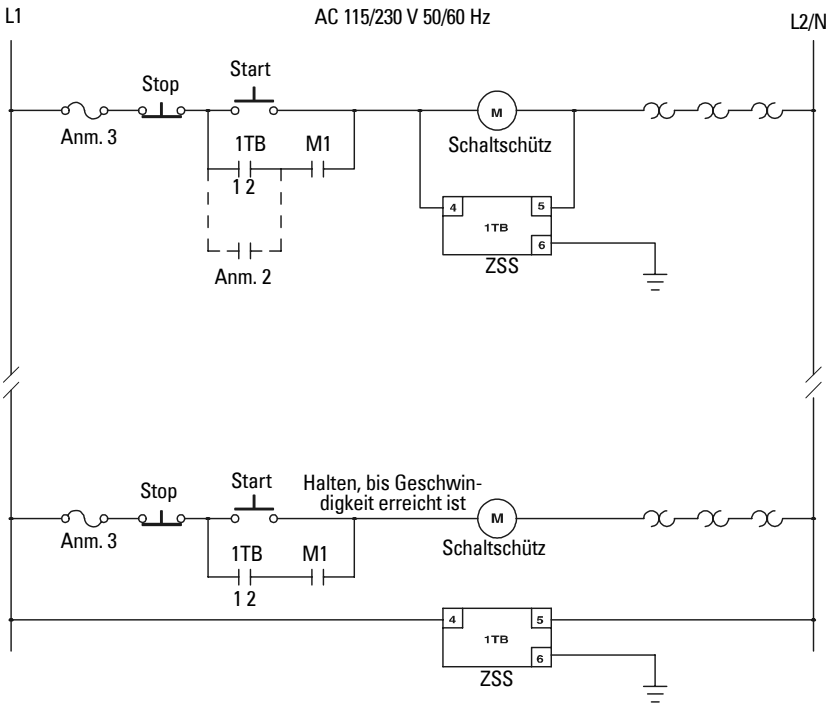 L1
AC 115/230 V 50/60 Hz
L2/N
Stop
Start
Anm. 3
M
Schaltschütz
1TB
M1
1 2
Anm. 2
4
5
1TB
6
ZSS
Stop
Start
Halten, bis Geschwin-
digkeit erreicht ist
Anm. 3
M
Schaltschütz
1TB
M1
1 2
4
5
1TB
6
ZSS